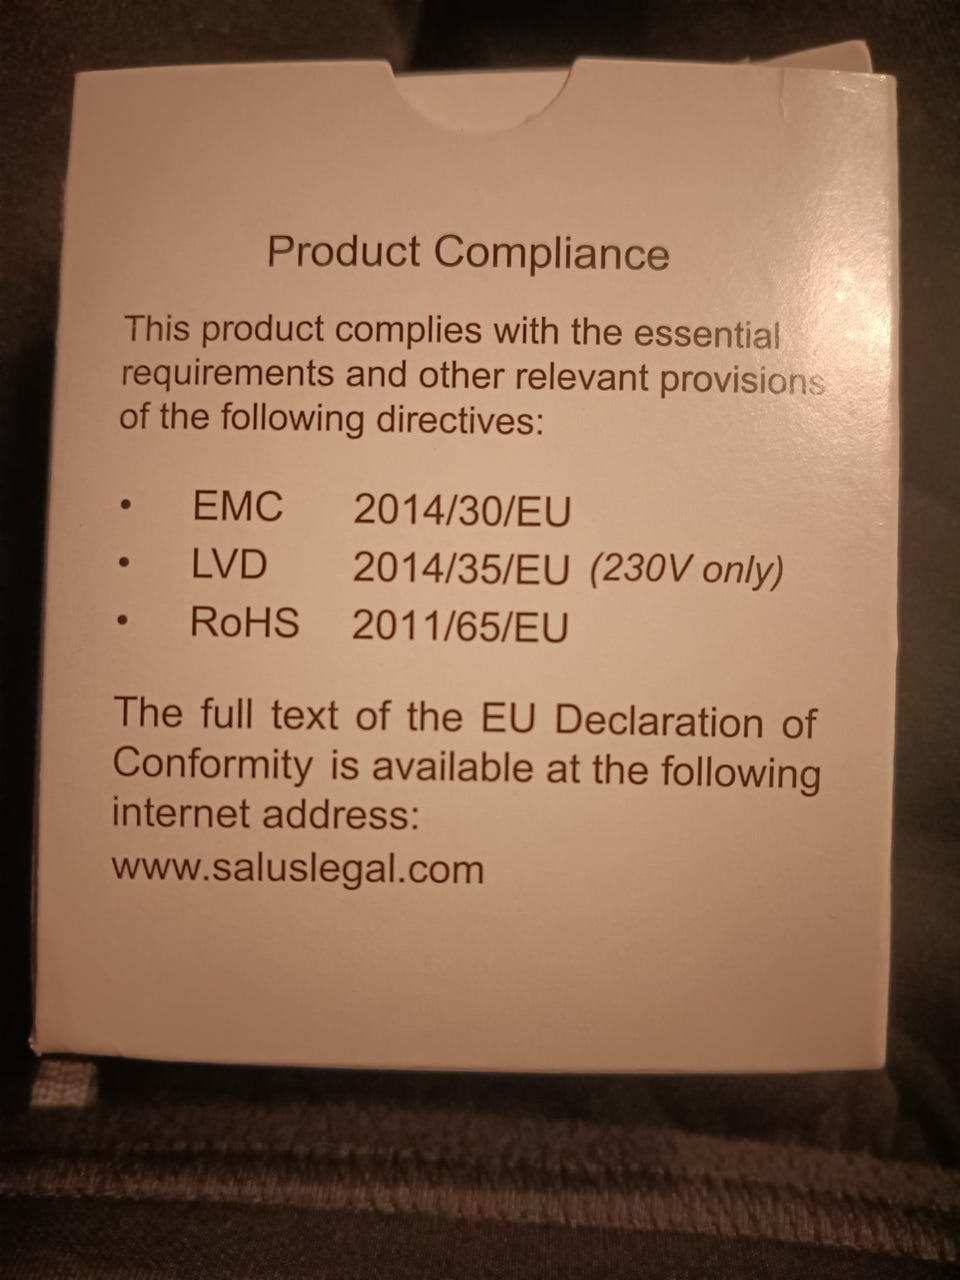 Product Compliance
This product complies with the essential
requirements and other relevant provisions
of the following directives:
• EMC 2014/30/EU
• LVD 2014/35/EU (230V only)
• RoHS 2011/65/EU
The full text of the EU Declaration of
Conformity is available at the following
internet address:
www.saluslegal.com